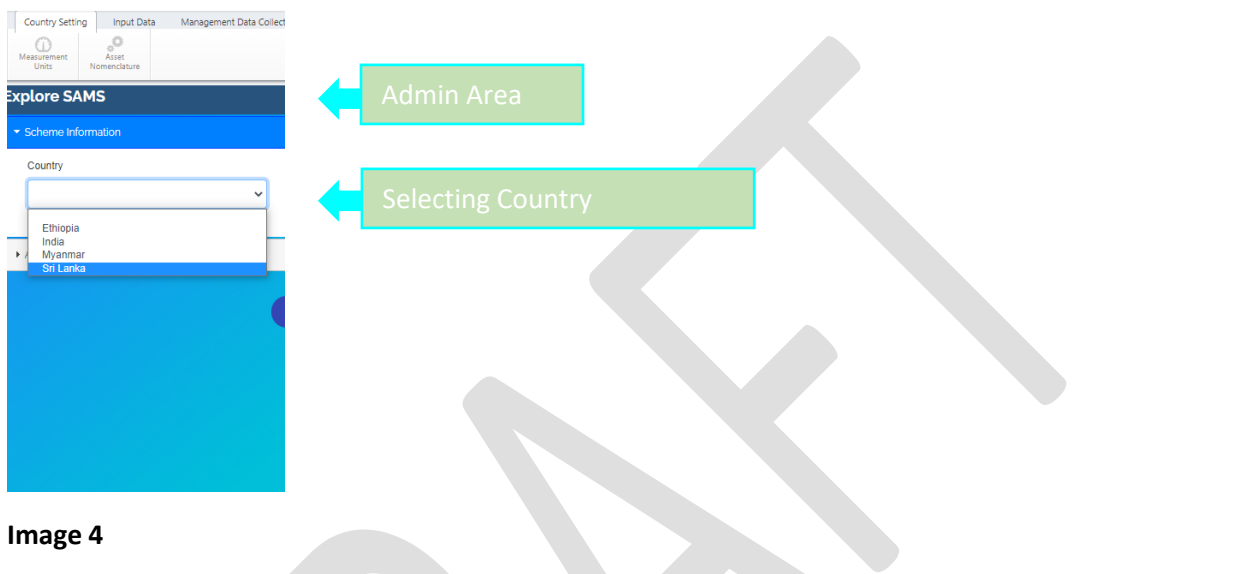 Country Setting Input Data Management Data Collect
Measurement Units
Asset Nomenclature
Explore SAMS
Scheme Information
Country
Ethiopia
India
Myanmar
Sri Lanka
Admin Area
Selecting Country
Image 4